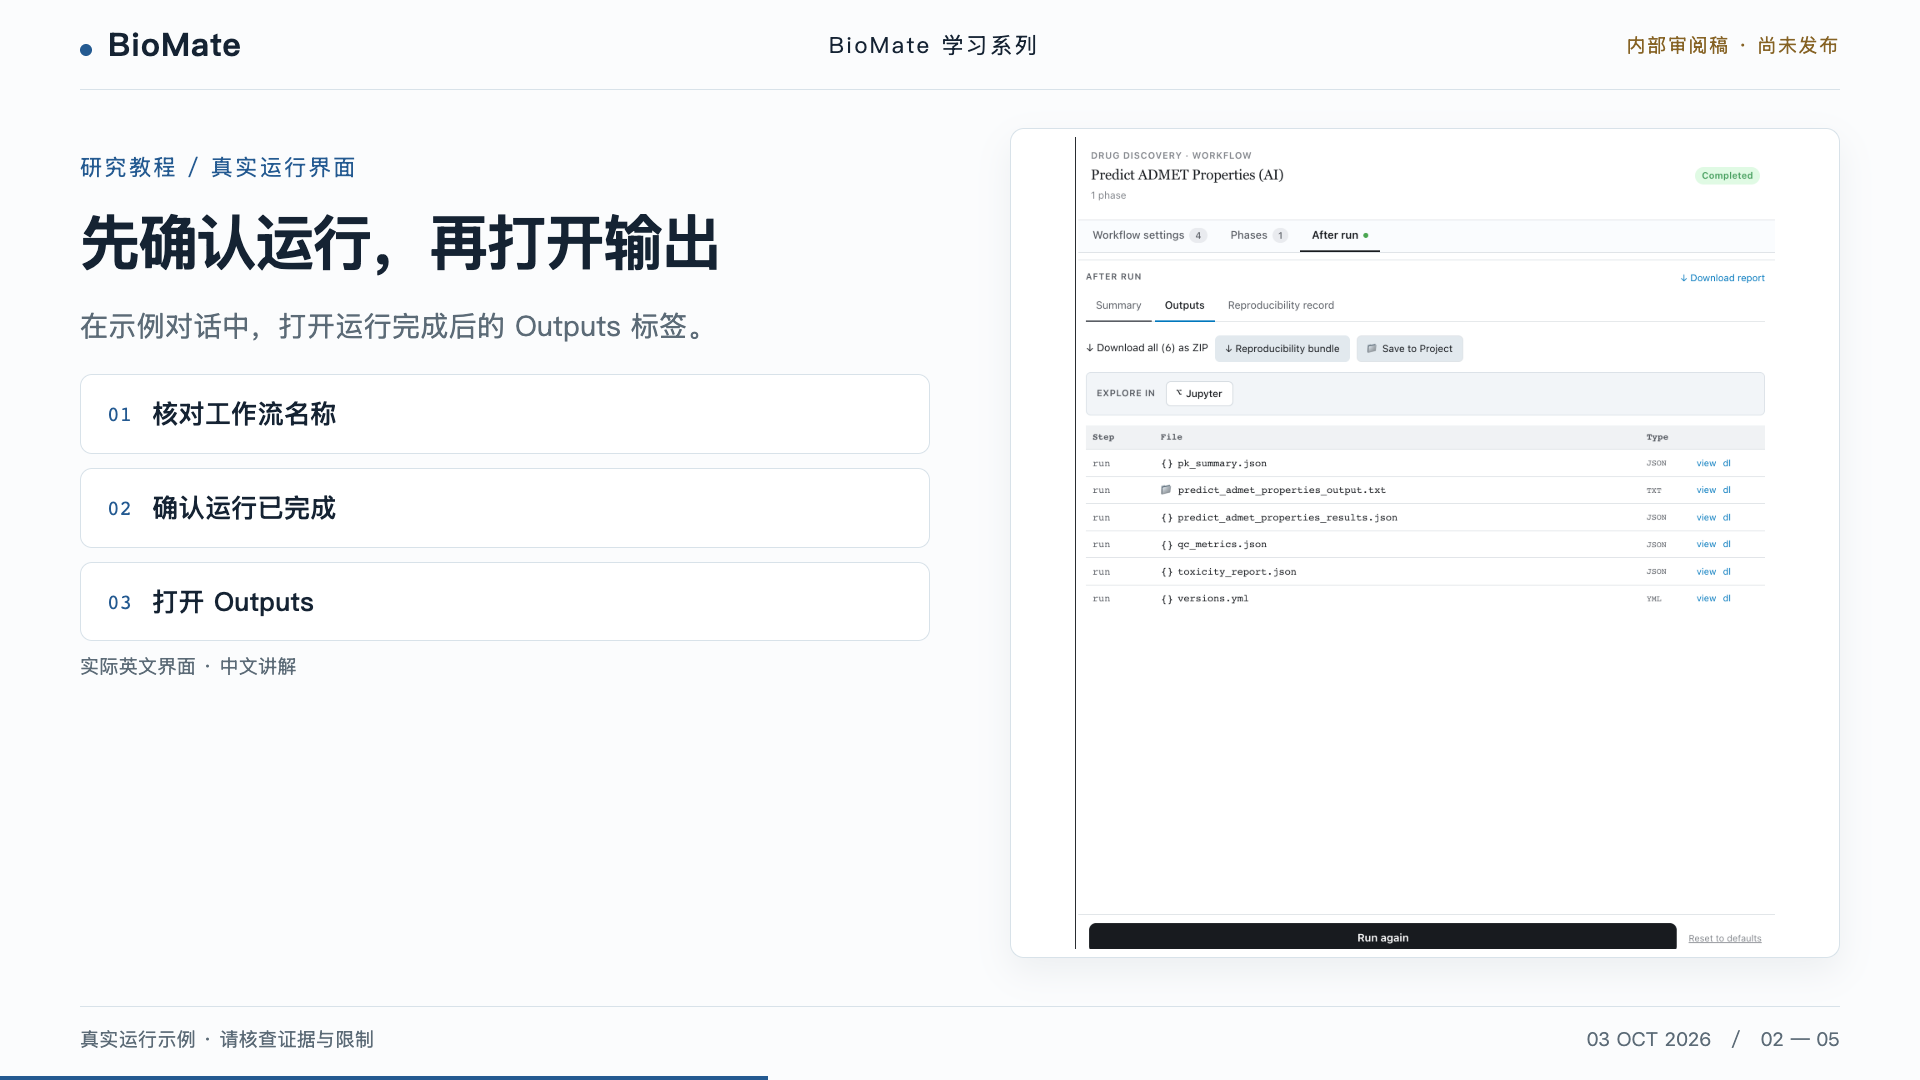 BioMate
BioMate 学习系列
内部审阅稿 · 尚未发布
研究教程 / 真实运行界面
先确认运行，再打开输出
在示例对话中，打开运行完成后的 Outputs 标签。
01 核对工作流名称
02 确认运行已完成
03 打开 Outputs
实际英文界面 · 中文讲解
DRUG DISCOVERY · WORKFLOW
Predict ADMET Properties (AI)
Completed
1 phase
Workflow settings 4 Phases 1 After run
AFTER RUN
↓ Download report
Summary Outputs Reproducibility record
↓ Download all (6) as ZIP ↓ Reproducibility bundle Save to Project
EXPLORE IN Jupyter
Step File Type
run {} pk_summary.json JSON view dl
run predict_admet_properties_output.txt TXT view dl
run {} predict_admet_properties_results.json JSON view dl
run {} qc_metrics.json JSON view dl
run {} toxicity_report.json JSON view dl
run {} versions.yml YML view dl
Run again Reset to defaults
真实运行示例 · 请核查证据与限制
03 OCT 2026 / 02 — 05